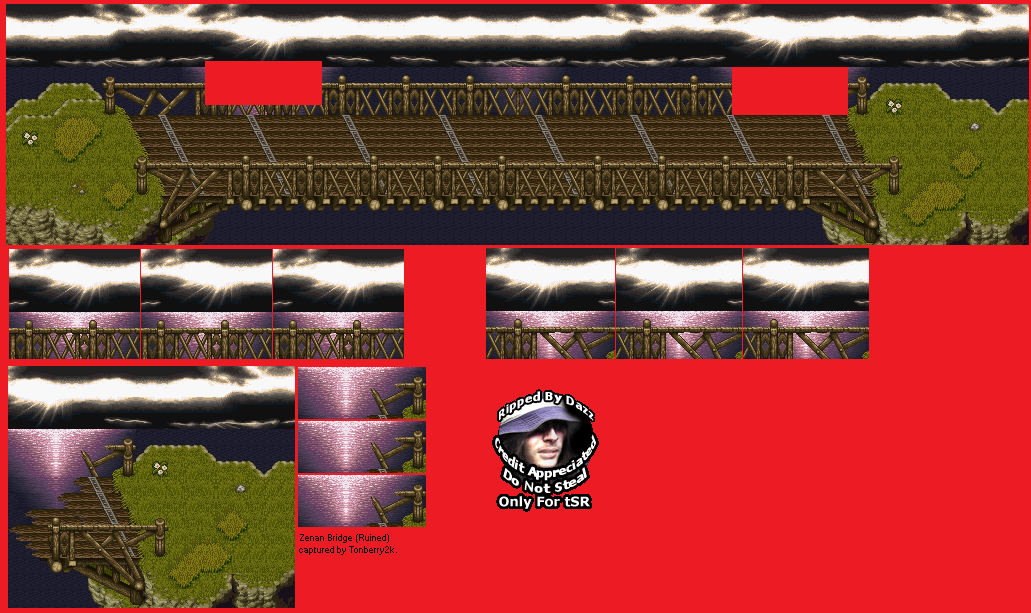 Ripped By Dazz
Credit Appreciated
Do Not Steal
Only For tSR
Zenan Bridge (Ruined)
captured by Tonberry2k.